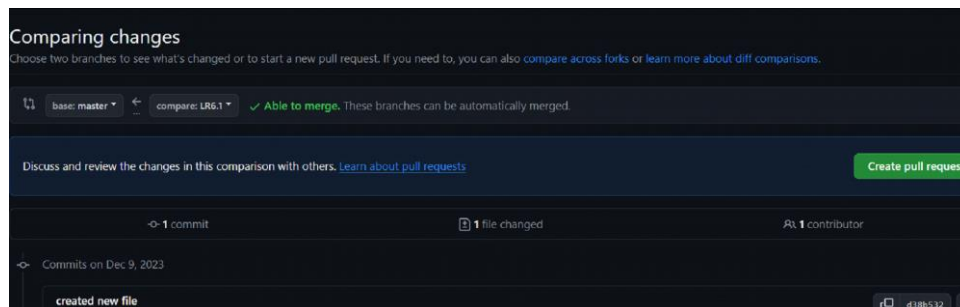 Comparing changes
Choose two branches to see what's changed or to start a new pull request. If you need to, you can also compare across forks or learn more about diff comparisons.
base: master ← compare: LR6.1 ✓ Able to merge. These branches can be automatically merged.
Discuss and review the changes in this comparison with others. Learn about pull requests Create pull reques
1 commit 1 file changed 1 contributor
Commits on Dec 9, 2023
created new file d38b532